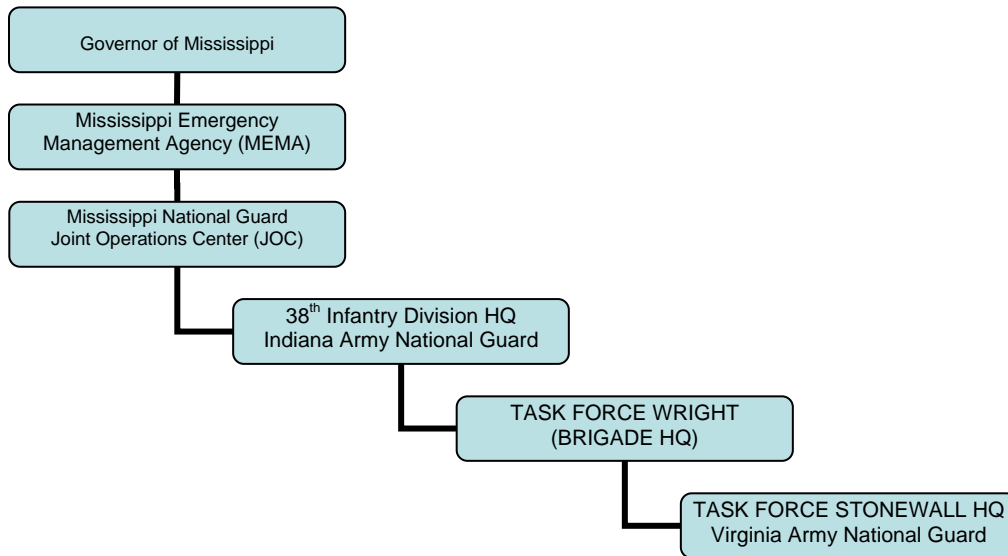 Governor of Mississippi
Mississippi Emergency
Management Agency (MEMA)
Mississippi National Guard
Joint Operations Center (JOC)
38th Infantry Division HQ
Indiana Army National Guard
TASK FORCE WRIGHT
(BRIGADE HQ)
TASK FORCE STONEWALL HQ
Virginia Army National Guard